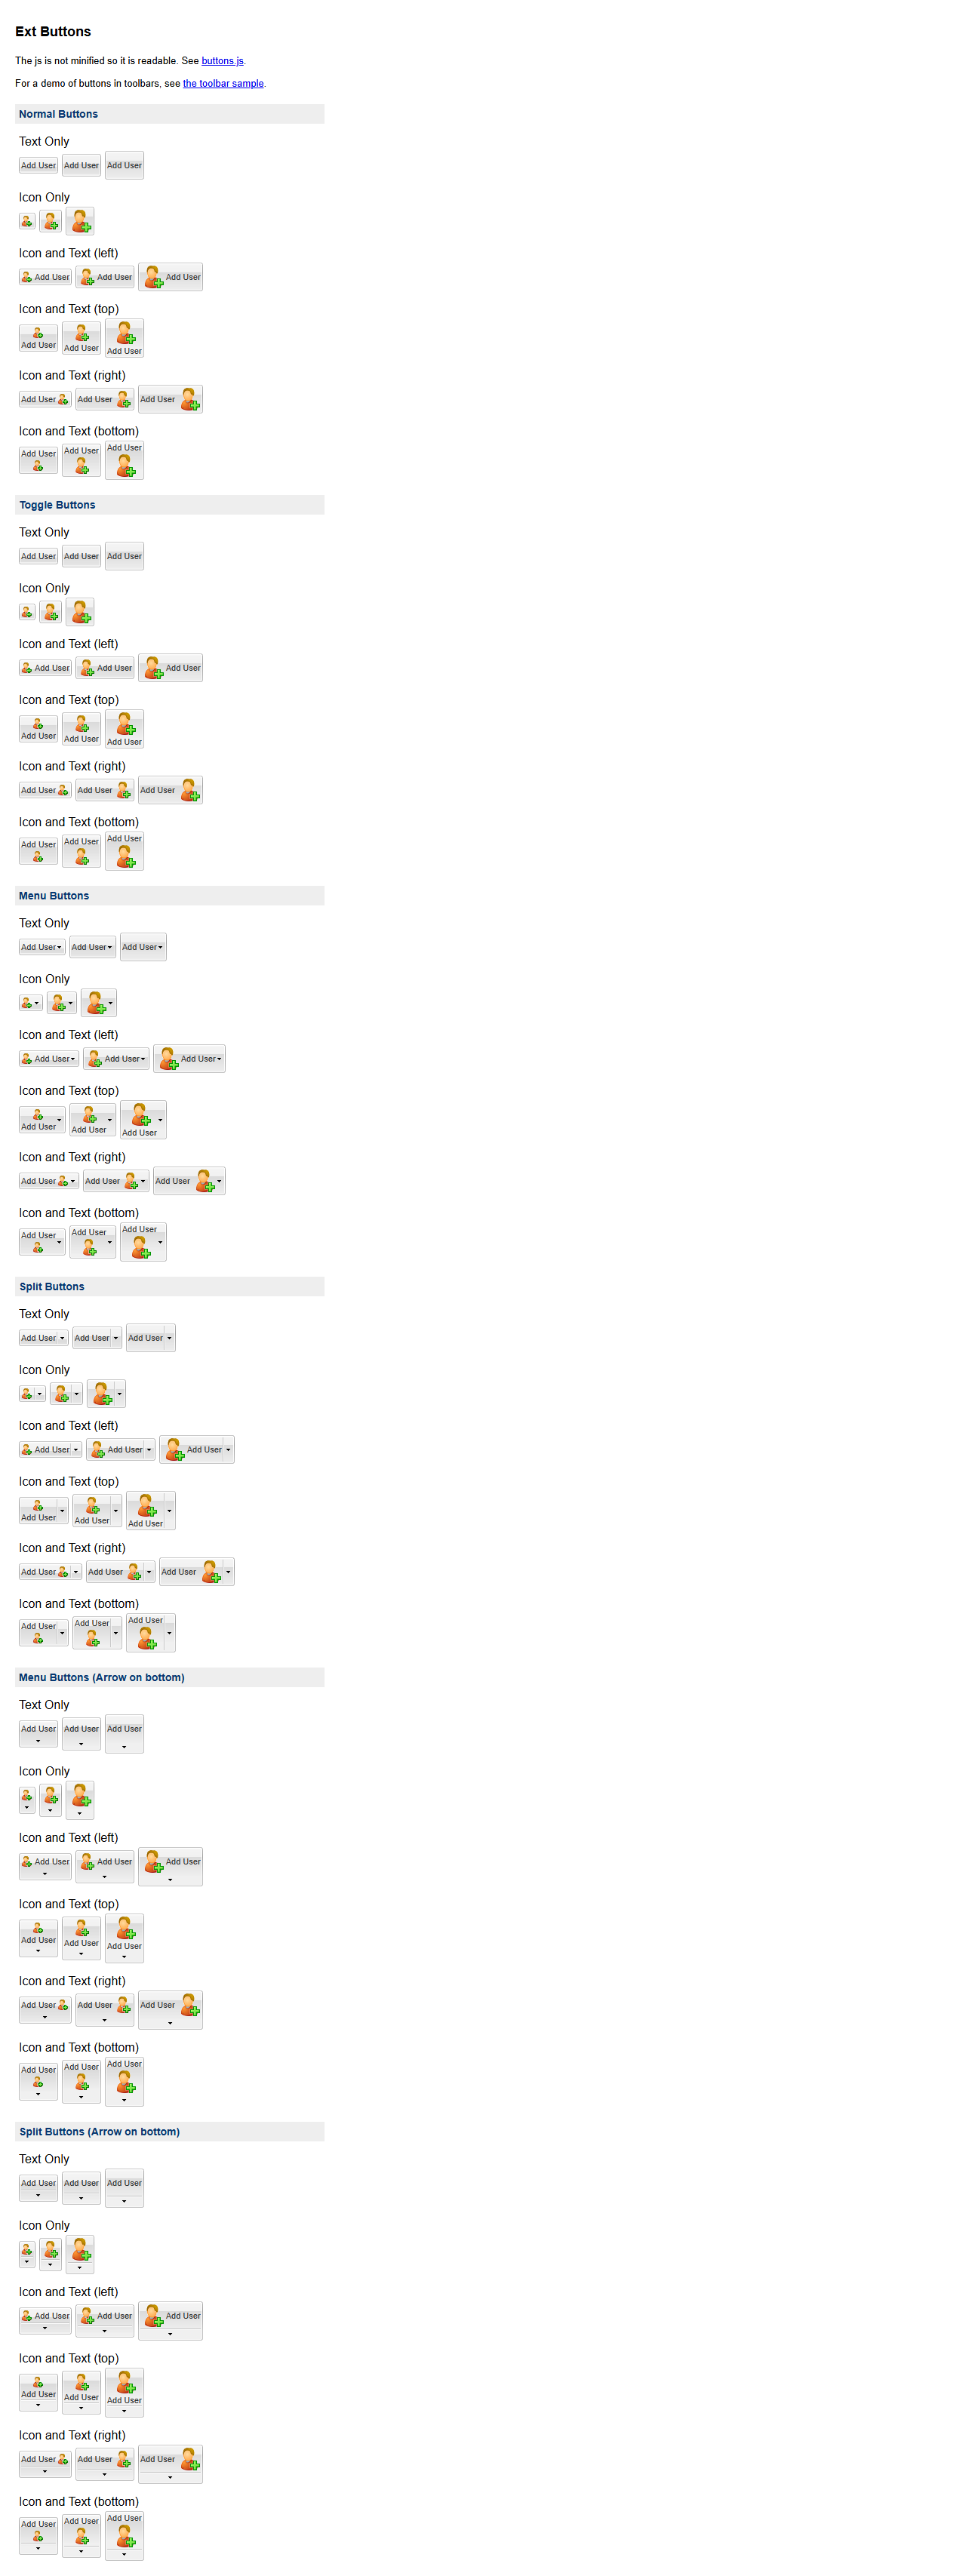 Ext Buttons
The js is not minified so it is readable. See buttons.js.
For a demo of buttons in toolbars, see the toolbar sample.
Normal Buttons
Text Only
Add User Add User Add User
Icon Only
Icon and Text (left)
Add User Add User Add User
Icon and Text (top)
Add User Add User Add User
Icon and Text (right)
Add User Add User Add User
Icon and Text (bottom)
Add User Add User Add User
Toggle Buttons
Text Only
Add User Add User Add User
Icon Only
Icon and Text (left)
Add User Add User Add User
Icon and Text (top)
Add User Add User Add User
Icon and Text (right)
Add User Add User Add User
Icon and Text (bottom)
Add User Add User Add User
Menu Buttons
Text Only
Add User Add User Add User
Icon Only
Icon and Text (left)
Add User Add User Add User
Icon and Text (top)
Add User Add User Add User
Icon and Text (right)
Add User Add User Add User
Icon and Text (bottom)
Add User Add User Add User
Split Buttons
Text Only
Add User Add User Add User
Icon Only
Icon and Text (left)
Add User Add User Add User
Icon and Text (top)
Add User Add User Add User
Icon and Text (right)
Add User Add User Add User
Icon and Text (bottom)
Add User Add User Add User
Menu Buttons (Arrow on bottom)
Text Only
Add User Add User Add User
Icon Only
Icon and Text (left)
Add User Add User Add User
Icon and Text (top)
Add User Add User Add User
Icon and Text (right)
Add User Add User Add User
Icon and Text (bottom)
Add User Add User Add User
Split Buttons (Arrow on bottom)
Text Only
Add User Add User Add User
Icon Only
Icon and Text (left)
Add User Add User Add User
Icon and Text (top)
Add User Add User Add User
Icon and Text (right)
Add User Add User Add User
Icon and Text (bottom)
Add User Add User Add User